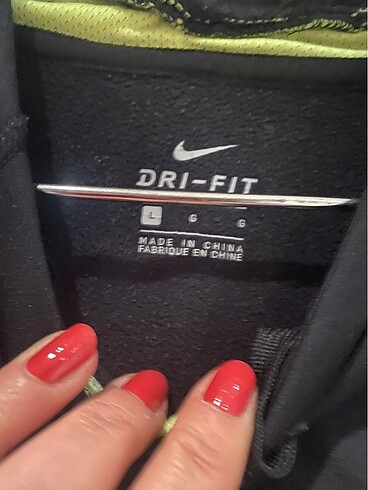 DRI-FIT
L G G
MADE IN CHINA
FABRIQUE EN CHINE